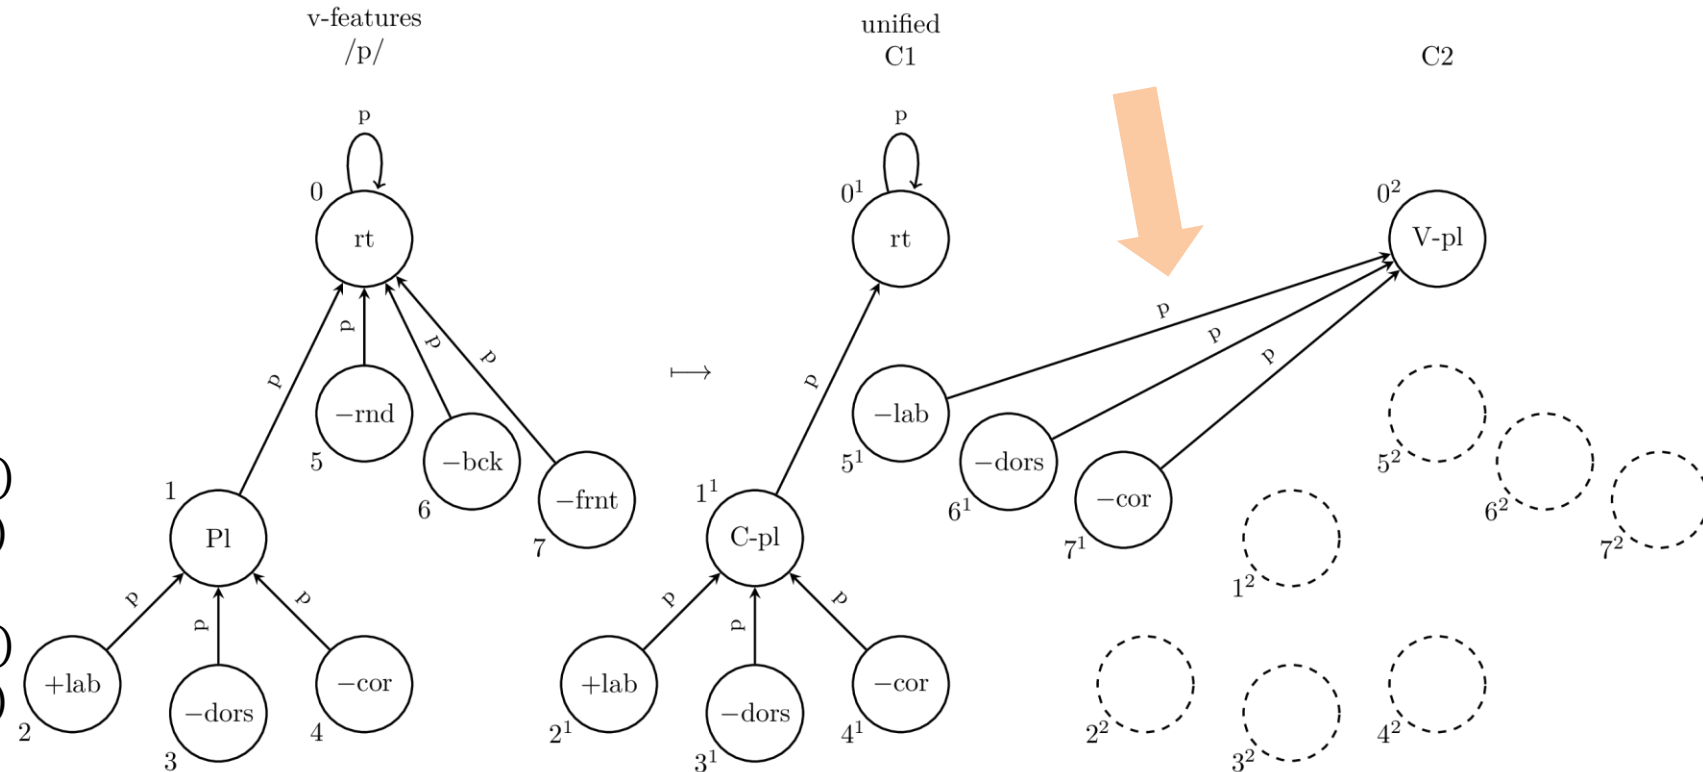 v-features
/p/
unified
C1
C2
p
p
0
rt
0¹
rt
0²
V-pl
p
p
p
p
p
p
p
p
5
−rnd
6
−bck
7
−frnt
⟼
5¹
−lab
6¹
−dors
7¹
−cor
5²
6²
7²
1
Pl
1¹
C-pl
1²
p
p
p
p
p
p
2
+lab
3
−dors
4
−cor
2¹
+lab
3¹
−dors
4¹
−cor
2²
3²
4²
)
)
)
)